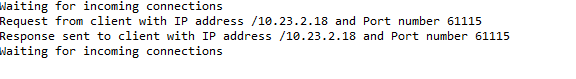 Waiting for incoming connections
Request from client with IP address /10.23.2.18 and Port number 61115
Response sent to client with IP address /10.23.2.18 and Port number 61115
Waiting for incoming connections